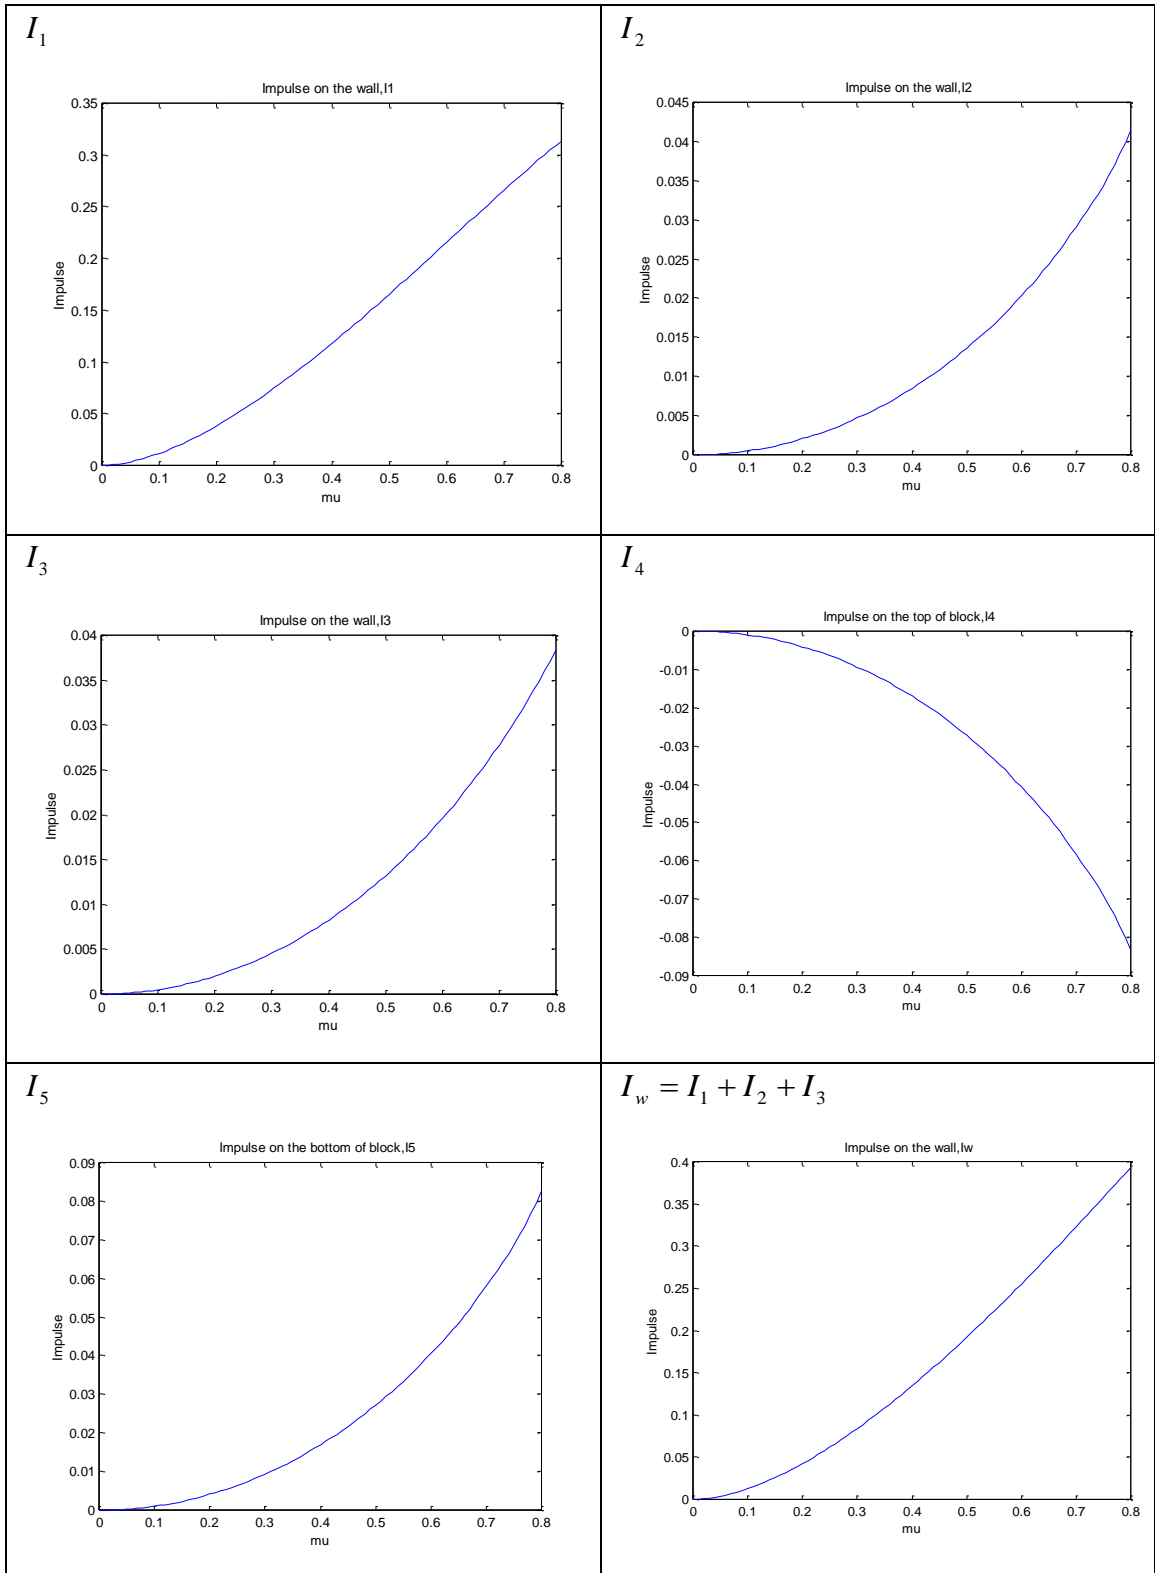 I_1
Impulse on the wall,I1
0.35
0.3
0.25
0.2
0.15
0.1
0.05
0
Impulse
0 0.1 0.2 0.3 0.4 0.5 0.6 0.7 0.8
mu
I_2
Impulse on the wall,I2
0.045
0.04
0.035
0.03
0.025
0.02
0.015
0.01
0.005
0
Impulse
0 0.1 0.2 0.3 0.4 0.5 0.6 0.7 0.8
mu
I_3
Impulse on the wall,I3
0.04
0.035
0.03
0.025
0.02
0.015
0.01
0.005
0
Impulse
0 0.1 0.2 0.3 0.4 0.5 0.6 0.7 0.8
mu
I_4
Impulse on the top of block,I4
0
-0.01
-0.02
-0.03
-0.04
-0.05
-0.06
-0.07
-0.08
-0.09
Impulse
0 0.1 0.2 0.3 0.4 0.5 0.6 0.7 0.8
mu
I_5
Impulse on the bottom of block,I5
0.09
0.08
0.07
0.06
0.05
0.04
0.03
0.02
0.01
0
Impulse
0 0.1 0.2 0.3 0.4 0.5 0.6 0.7 0.8
mu
I_w = I_1 + I_2 + I_3
Impulse on the wall,Iw
0.4
0.35
0.3
0.25
0.2
0.15
0.1
0.05
0
Impulse
0 0.1 0.2 0.3 0.4 0.5 0.6 0.7 0.8
mu